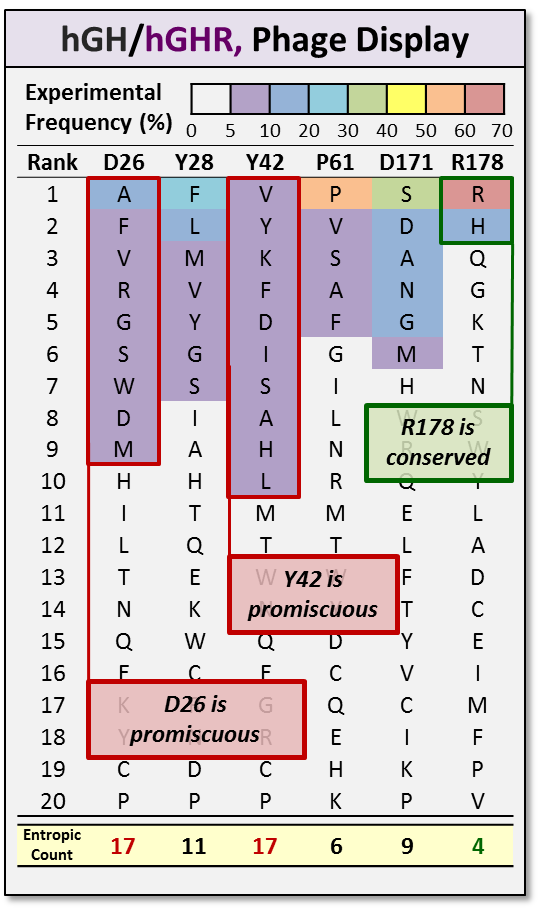 hGH/hGHR, Phage Display
Experimental
Frequency (%)
0 5 10 20 30 40 50 60 70
Rank D26 Y28 Y42 P61 D171 R178
1 A F V P S R
2 F L Y V D H
3 V M K S A Q
4 R V F A N G
5 G Y D F G K
6 S G I G M T
7 W S S I H N
8 D I A L W S
R178 is
conserved
9 M A H N R W
10 H H L R Q Y
11 I T M M E L
12 L Q T T L A
13 T E W W F D
Y42 is
promiscuous
14 N K T C
15 Q W Q D Y E
16 E C E C V I
17 K G Q C M
D26 is
promiscuous
18 Y N R E I F
19 C D C H K P
20 P P P K P V
Entropic
Count
17 11 17 6 9 4